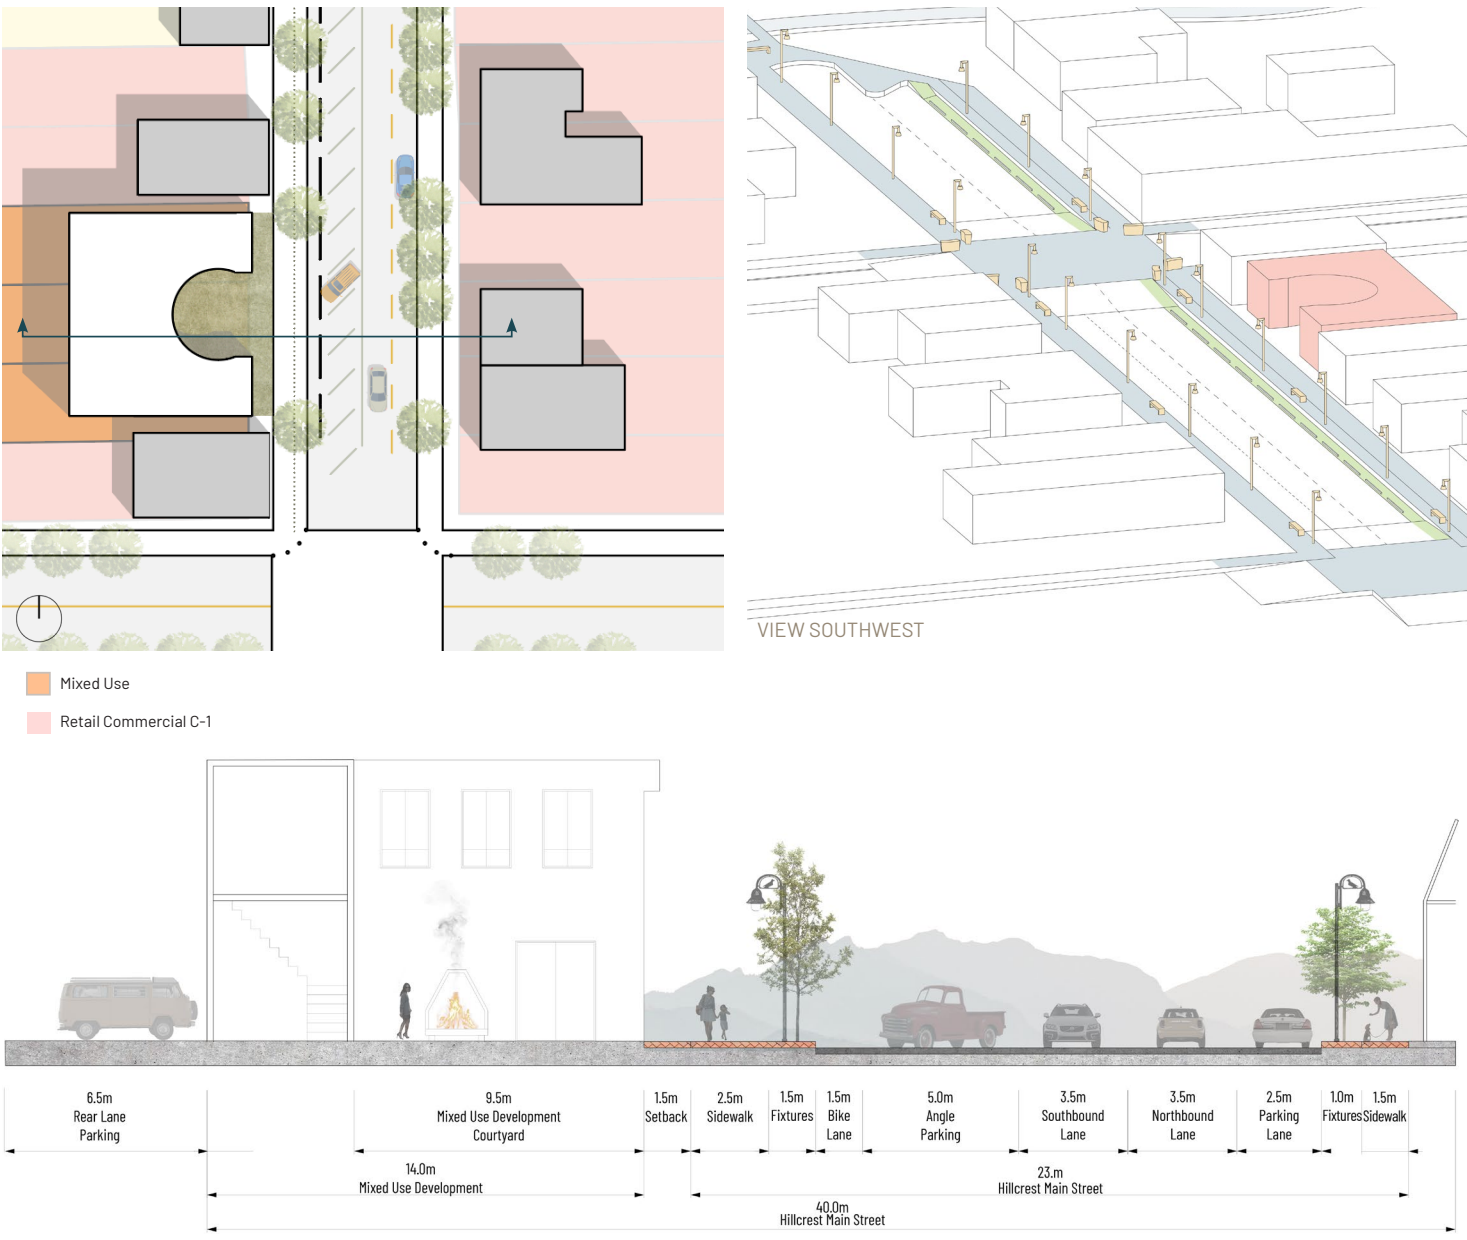 VIEW SOUTHWEST
Mixed Use
Retail Commercial C-1
6.5m
Rear Lane
Parking
9.5m
Mixed Use Development
Courtyard
1.5m
Setback
2.5m
Sidewalk
1.5m
Fixtures
1.5m
Bike
Lane
5.0m
Angle
Parking
3.5m
Southbound
Lane
3.5m
Northbound
Lane
2.5m
Parking
Lane
1.0m
Fixtures
1.5m
Sidewalk
14.0m
Mixed Use Development
23.m
Hillcrest Main Street
40.0m
Hillcrest Main Street